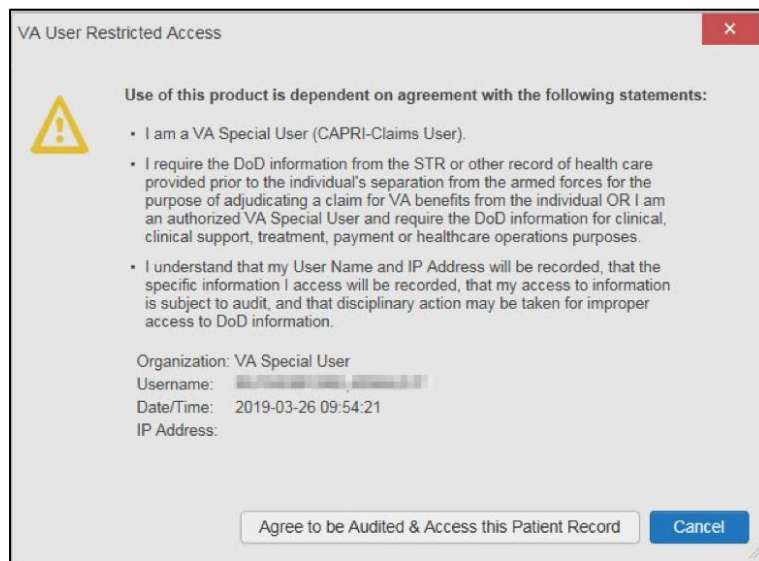 VA User Restricted Access
Use of this product is dependent on agreement with the following statements:
• I am a VA Special User (CAPRI-Claims User).
• I require the DoD information from the STR or other record of health care
provided prior to the individual's separation from the armed forces for the
purpose of adjudicating a claim for VA benefits from the individual OR I am
an authorized VA Special User and require the DoD information for clinical,
clinical support, treatment, payment or healthcare operations purposes.
• I understand that my User Name and IP Address will be recorded, that the
specific information I access will be recorded, that my access to information
is subject to audit, and that disciplinary action may be taken for improper
access to DoD information.
Organization: VA Special User
Username:
Date/Time: 2019-03-26 09:54:21
IP Address:
Agree to be Audited & Access this Patient Record
Cancel